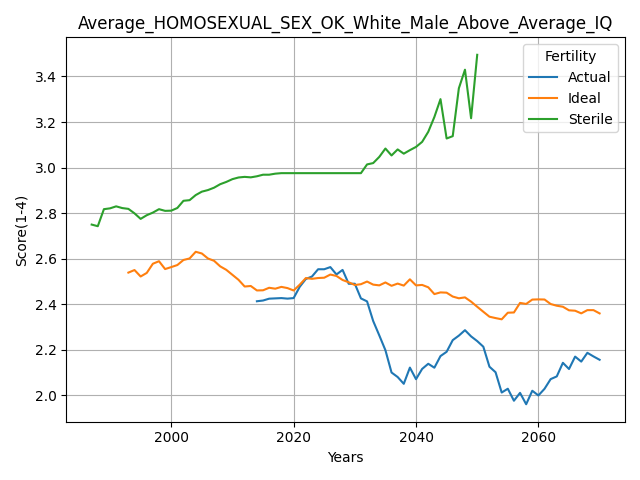 Average_HOMOSEXUAL_SEX_OK_White_Male_Above_Average_IQ
Fertility
Actual
Ideal
Sterile
Score(1-4)
3.4
3.2
3.0
2.8
2.6
2.4
2.2
2.0
2000
2020
2040
2060
Years